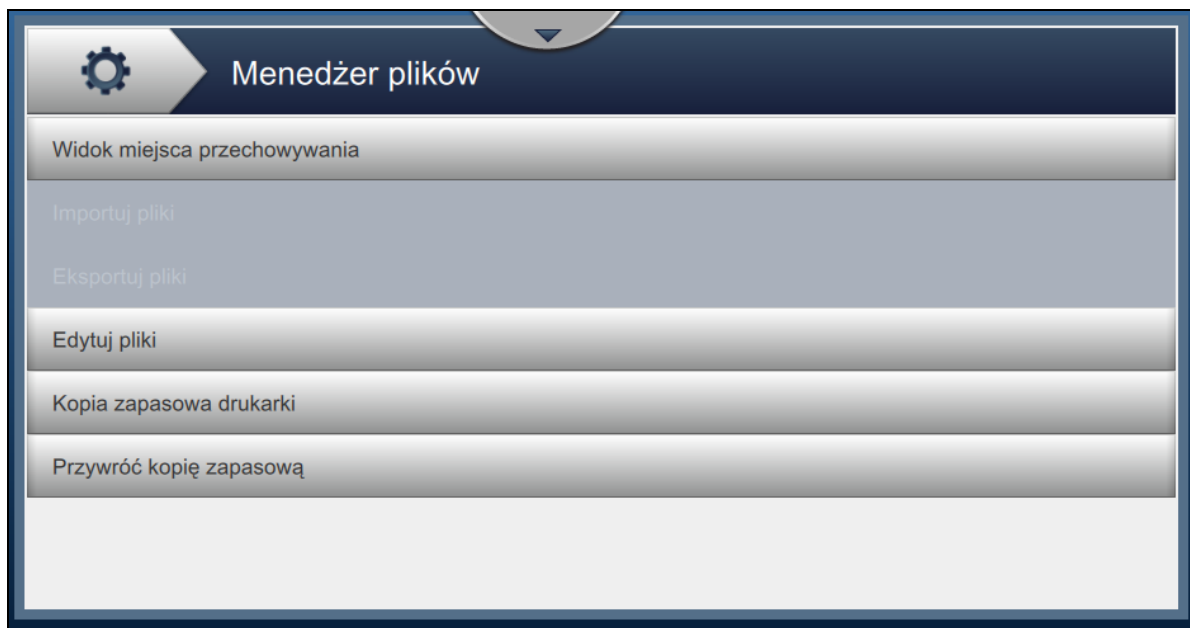 Menedżer plików
Widok miejsca przechowywania
Importuj pliki
Eksportuj pliki
Edytuj pliki
Kopia zapasowa drukarki
Przywróć kopię zapasową